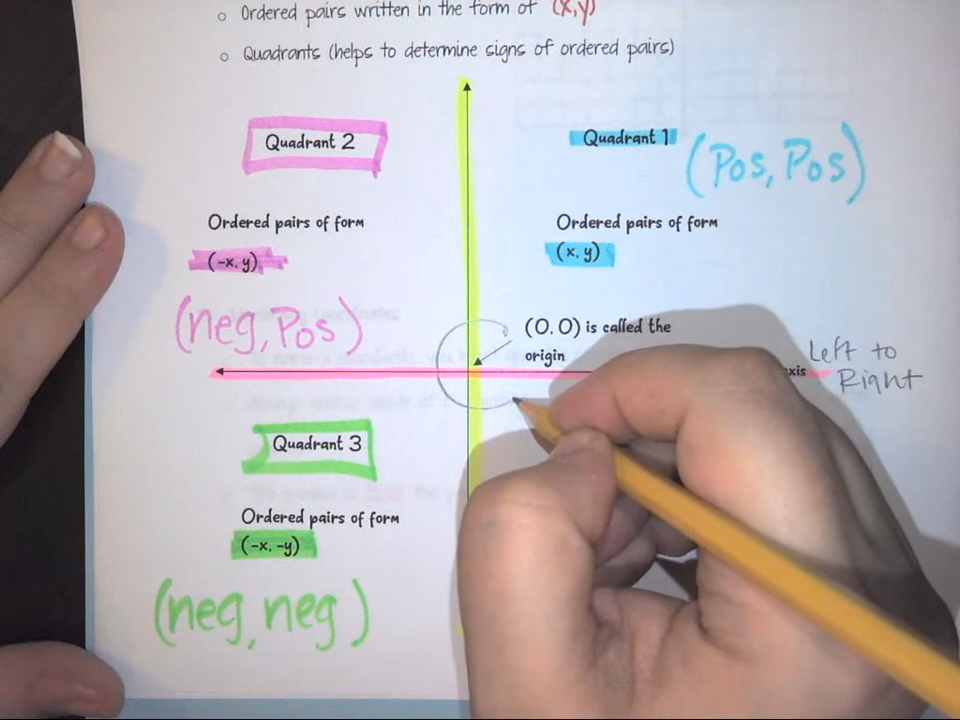 ○ Ordered pairs written in the form of (x,y)
○ Quadrants (helps to determine signs of ordered pairs)
Quadrant 2
Quadrant 1
(Pos, Pos)
Ordered pairs of form
(-x, y)
Ordered pairs of form
(x, y)
(neg, Pos)
(0, 0) is called the
origin
Left to
Right
Quadrant 3
Ordered pairs of form
(-x, -y)
(neg, neg)